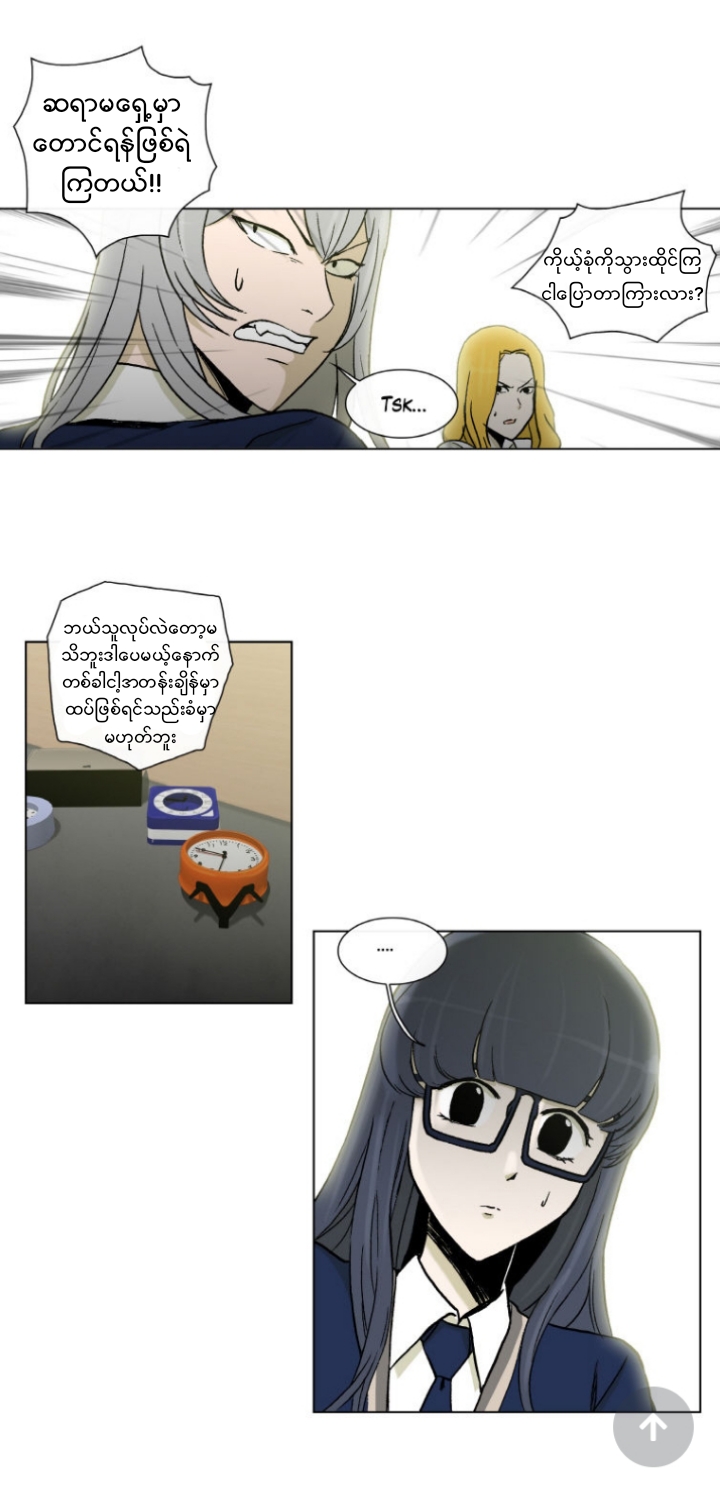 ဆရာမရှေ့မှာ
တောင်ရန်ဖြစ်ရဲ
ကြတယ်!!
ကိုယ့်ခုံကိုသွားထိုင်ကြ
ငါပြောတာကြားလား?
TSK...
ဘယ်သူလုပ်လဲတော့မ
သိဘူးဒါပေမယ့်နောက်
တစ်ခါငါ့အတန်းချိန်မှာ
ထပ်ဖြစ်ရင်သည်းခံမှာ
မဟုတ်ဘူး
....